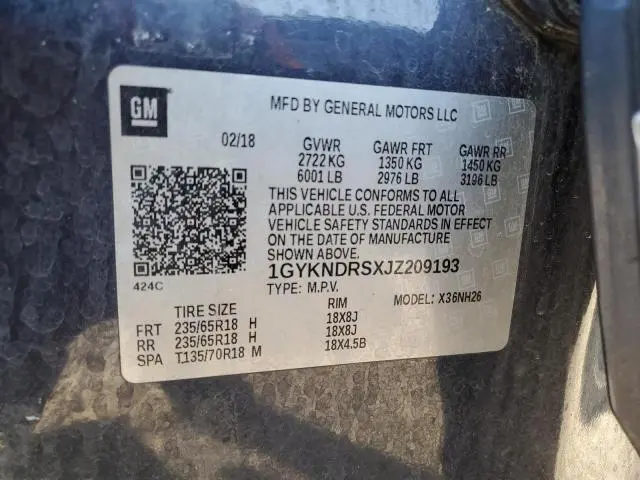 GM
MFD BY GENERAL MOTORS LLC
02/18 GVWR GAWR FRT GAWR RR
2722 KG 1350 KG 1450 KG
6001 LB 2976 LB 3196 LB
THIS VEHICLE CONFORMS TO ALL
APPLICABLE U.S. FEDERAL MOTOR
VEHICLE SAFETY STANDARDS IN EFFECT
ON THE DATE OF MANUFACTURE
SHOWN ABOVE.
1GYKNDRSXJZ209193
424C
TYPE: M.P.V. MODEL: X36NH26
TIRE SIZE RIM
FRT 235/65R18 H 18X8J
RR 235/65R18 H 18X8J
SPA T135/70R18 M 18X4.5B